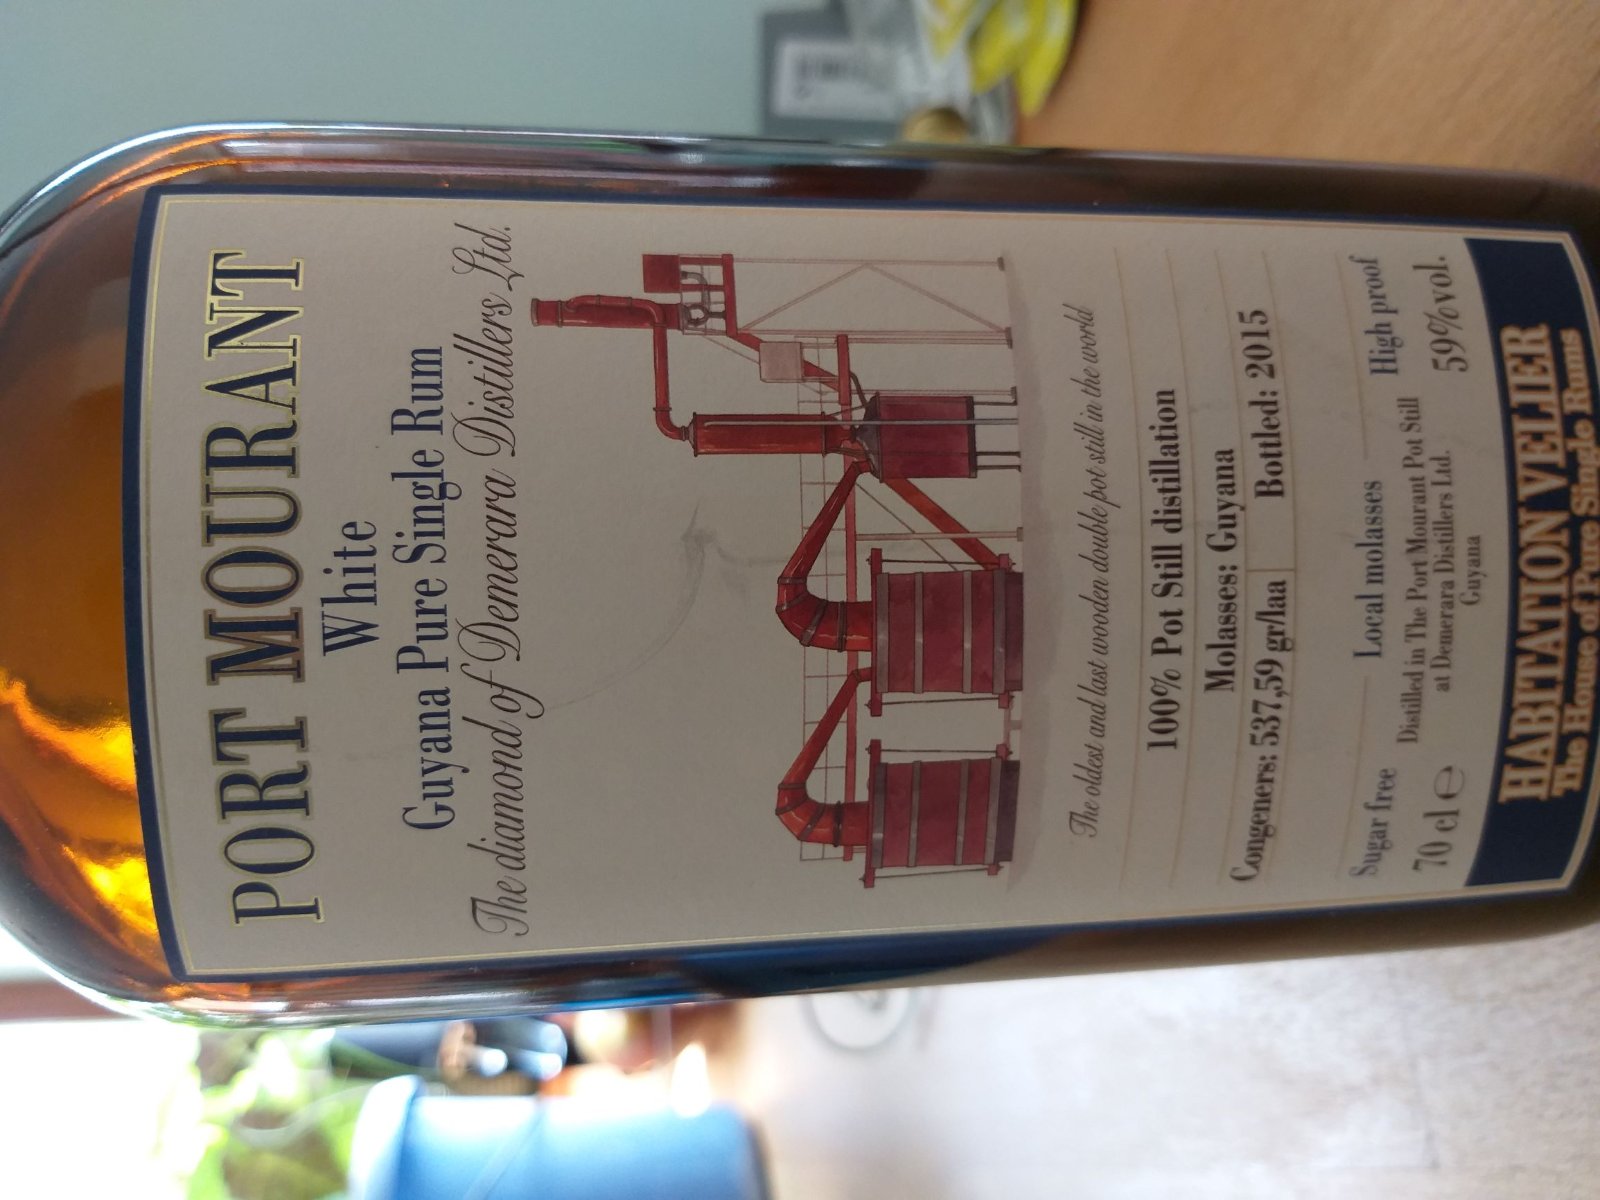 PORT MOURANT
White
Guyana Pure Single Rum
The diamond of Demerara Distillers Ltd.
The oldest and last wooden double pot still in the world
100% Pot Still distillation
Molasses: Guyana
Congeners: 537,59 gr/laa Bottled: 2015
Sugar free Local molasses High proof
70 cl ℮
Distilled in The Port Mourant Pot Still
at Demerara Distillers Ltd.
Guyana
59%vol.
HABITATION VELIER
The House of Pure Single Rums